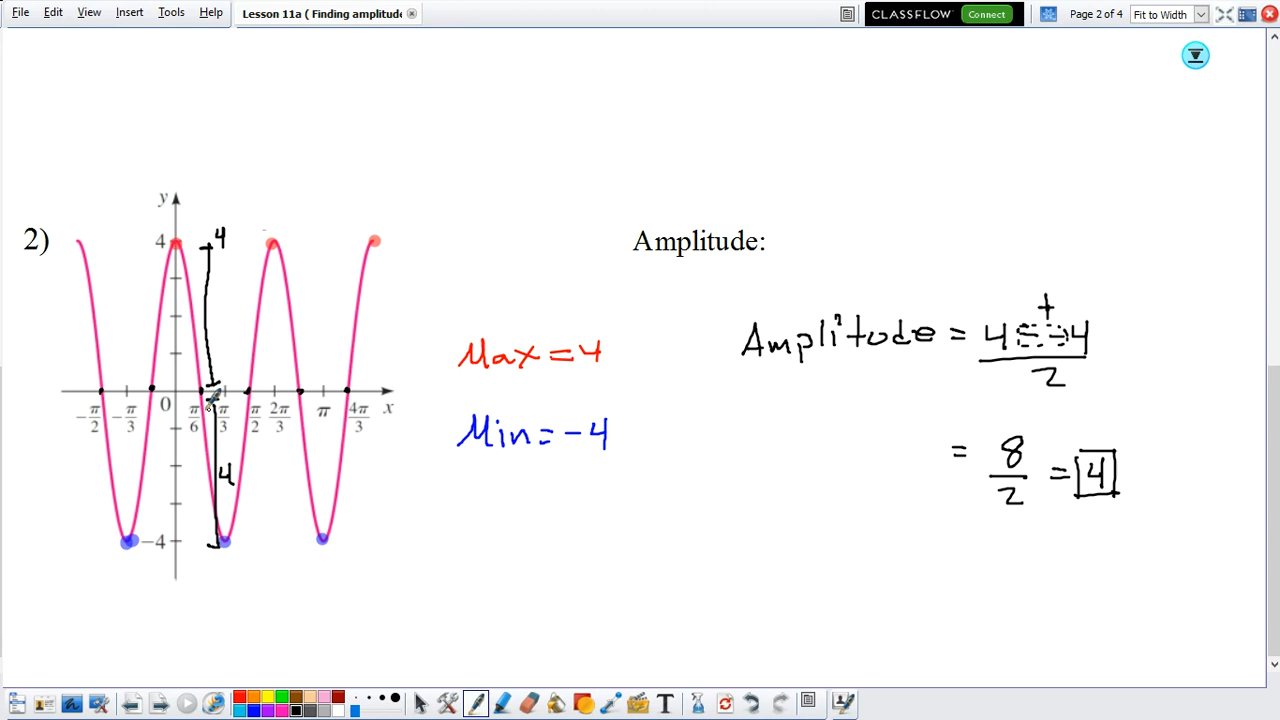 File Edit View Insert Tools Help Lesson 11a ( Finding amplitude CLASSFLOW Connect Page 2 of 4 Fit to Width
2) Amplitude:
y
4
4
0
-π/2 -π/3 π/6 π/3 π/2 2π/3 π 4π/3 x
4
-4
Max = 4
Min = -4
Amplitude = 4 - -4
+
2
= 8/2 = 4
T